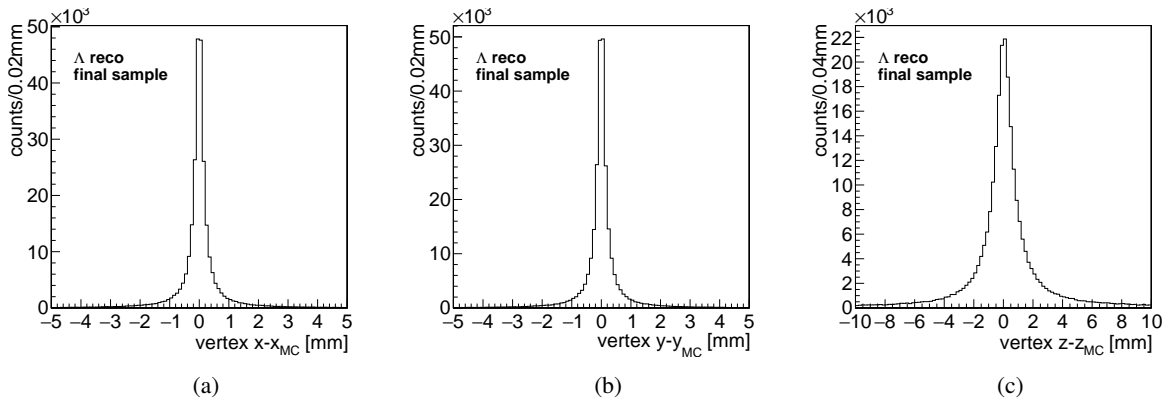 ×10³
50
40
30
20
10
0
counts/0.02mm
Λ reco
final sample
−5 −4 −3 −2 −1 0 1 2 3 4 5
vertex x-x_MC [mm]
(a)
×10³
50
40
30
20
10
0
counts/0.02mm
Λ reco
final sample
−5 −4 −3 −2 −1 0 1 2 3 4 5
vertex y-y_MC [mm]
(b)
×10³
22
20
18
16
14
12
10
8
6
4
2
0
counts/0.04mm
Λ reco
final sample
−10 −8 −6 −4 −2 0 2 4 6 8 10
vertex z-z_MC [mm]
(c)